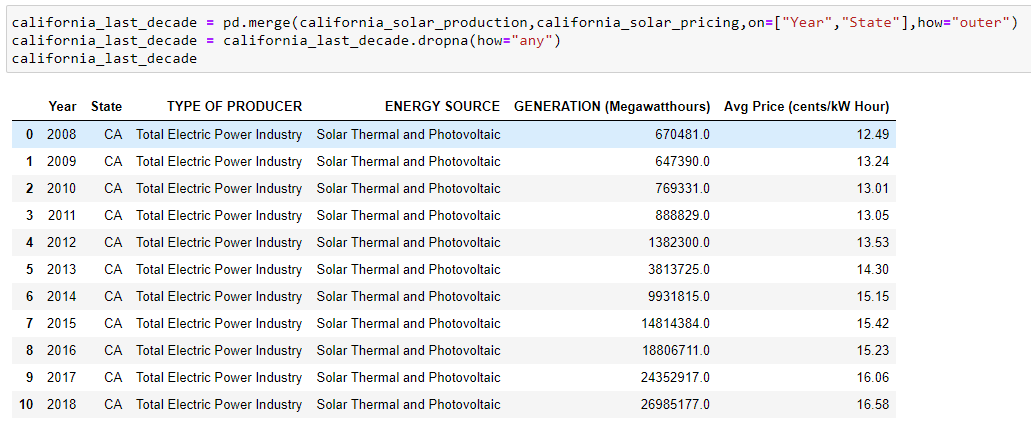 california_last_decade = pd.merge(california_solar_production,california_solar_pricing,on=["Year","State"],how="outer")
california_last_decade = california_last_decade.dropna(how="any")
california_last_decade
Year State TYPE OF PRODUCER ENERGY SOURCE GENERATION (Megawatthours) Avg Price (cents/kW Hour)
0 2008 CA Total Electric Power Industry Solar Thermal and Photovoltaic 670481.0 12.49
1 2009 CA Total Electric Power Industry Solar Thermal and Photovoltaic 647390.0 13.24
2 2010 CA Total Electric Power Industry Solar Thermal and Photovoltaic 769331.0 13.01
3 2011 CA Total Electric Power Industry Solar Thermal and Photovoltaic 888829.0 13.05
4 2012 CA Total Electric Power Industry Solar Thermal and Photovoltaic 1382300.0 13.53
5 2013 CA Total Electric Power Industry Solar Thermal and Photovoltaic 3813725.0 14.30
6 2014 CA Total Electric Power Industry Solar Thermal and Photovoltaic 9931815.0 15.15
7 2015 CA Total Electric Power Industry Solar Thermal and Photovoltaic 14814384.0 15.42
8 2016 CA Total Electric Power Industry Solar Thermal and Photovoltaic 18806711.0 15.23
9 2017 CA Total Electric Power Industry Solar Thermal and Photovoltaic 24352917.0 16.06
10 2018 CA Total Electric Power Industry Solar Thermal and Photovoltaic 26985177.0 16.58